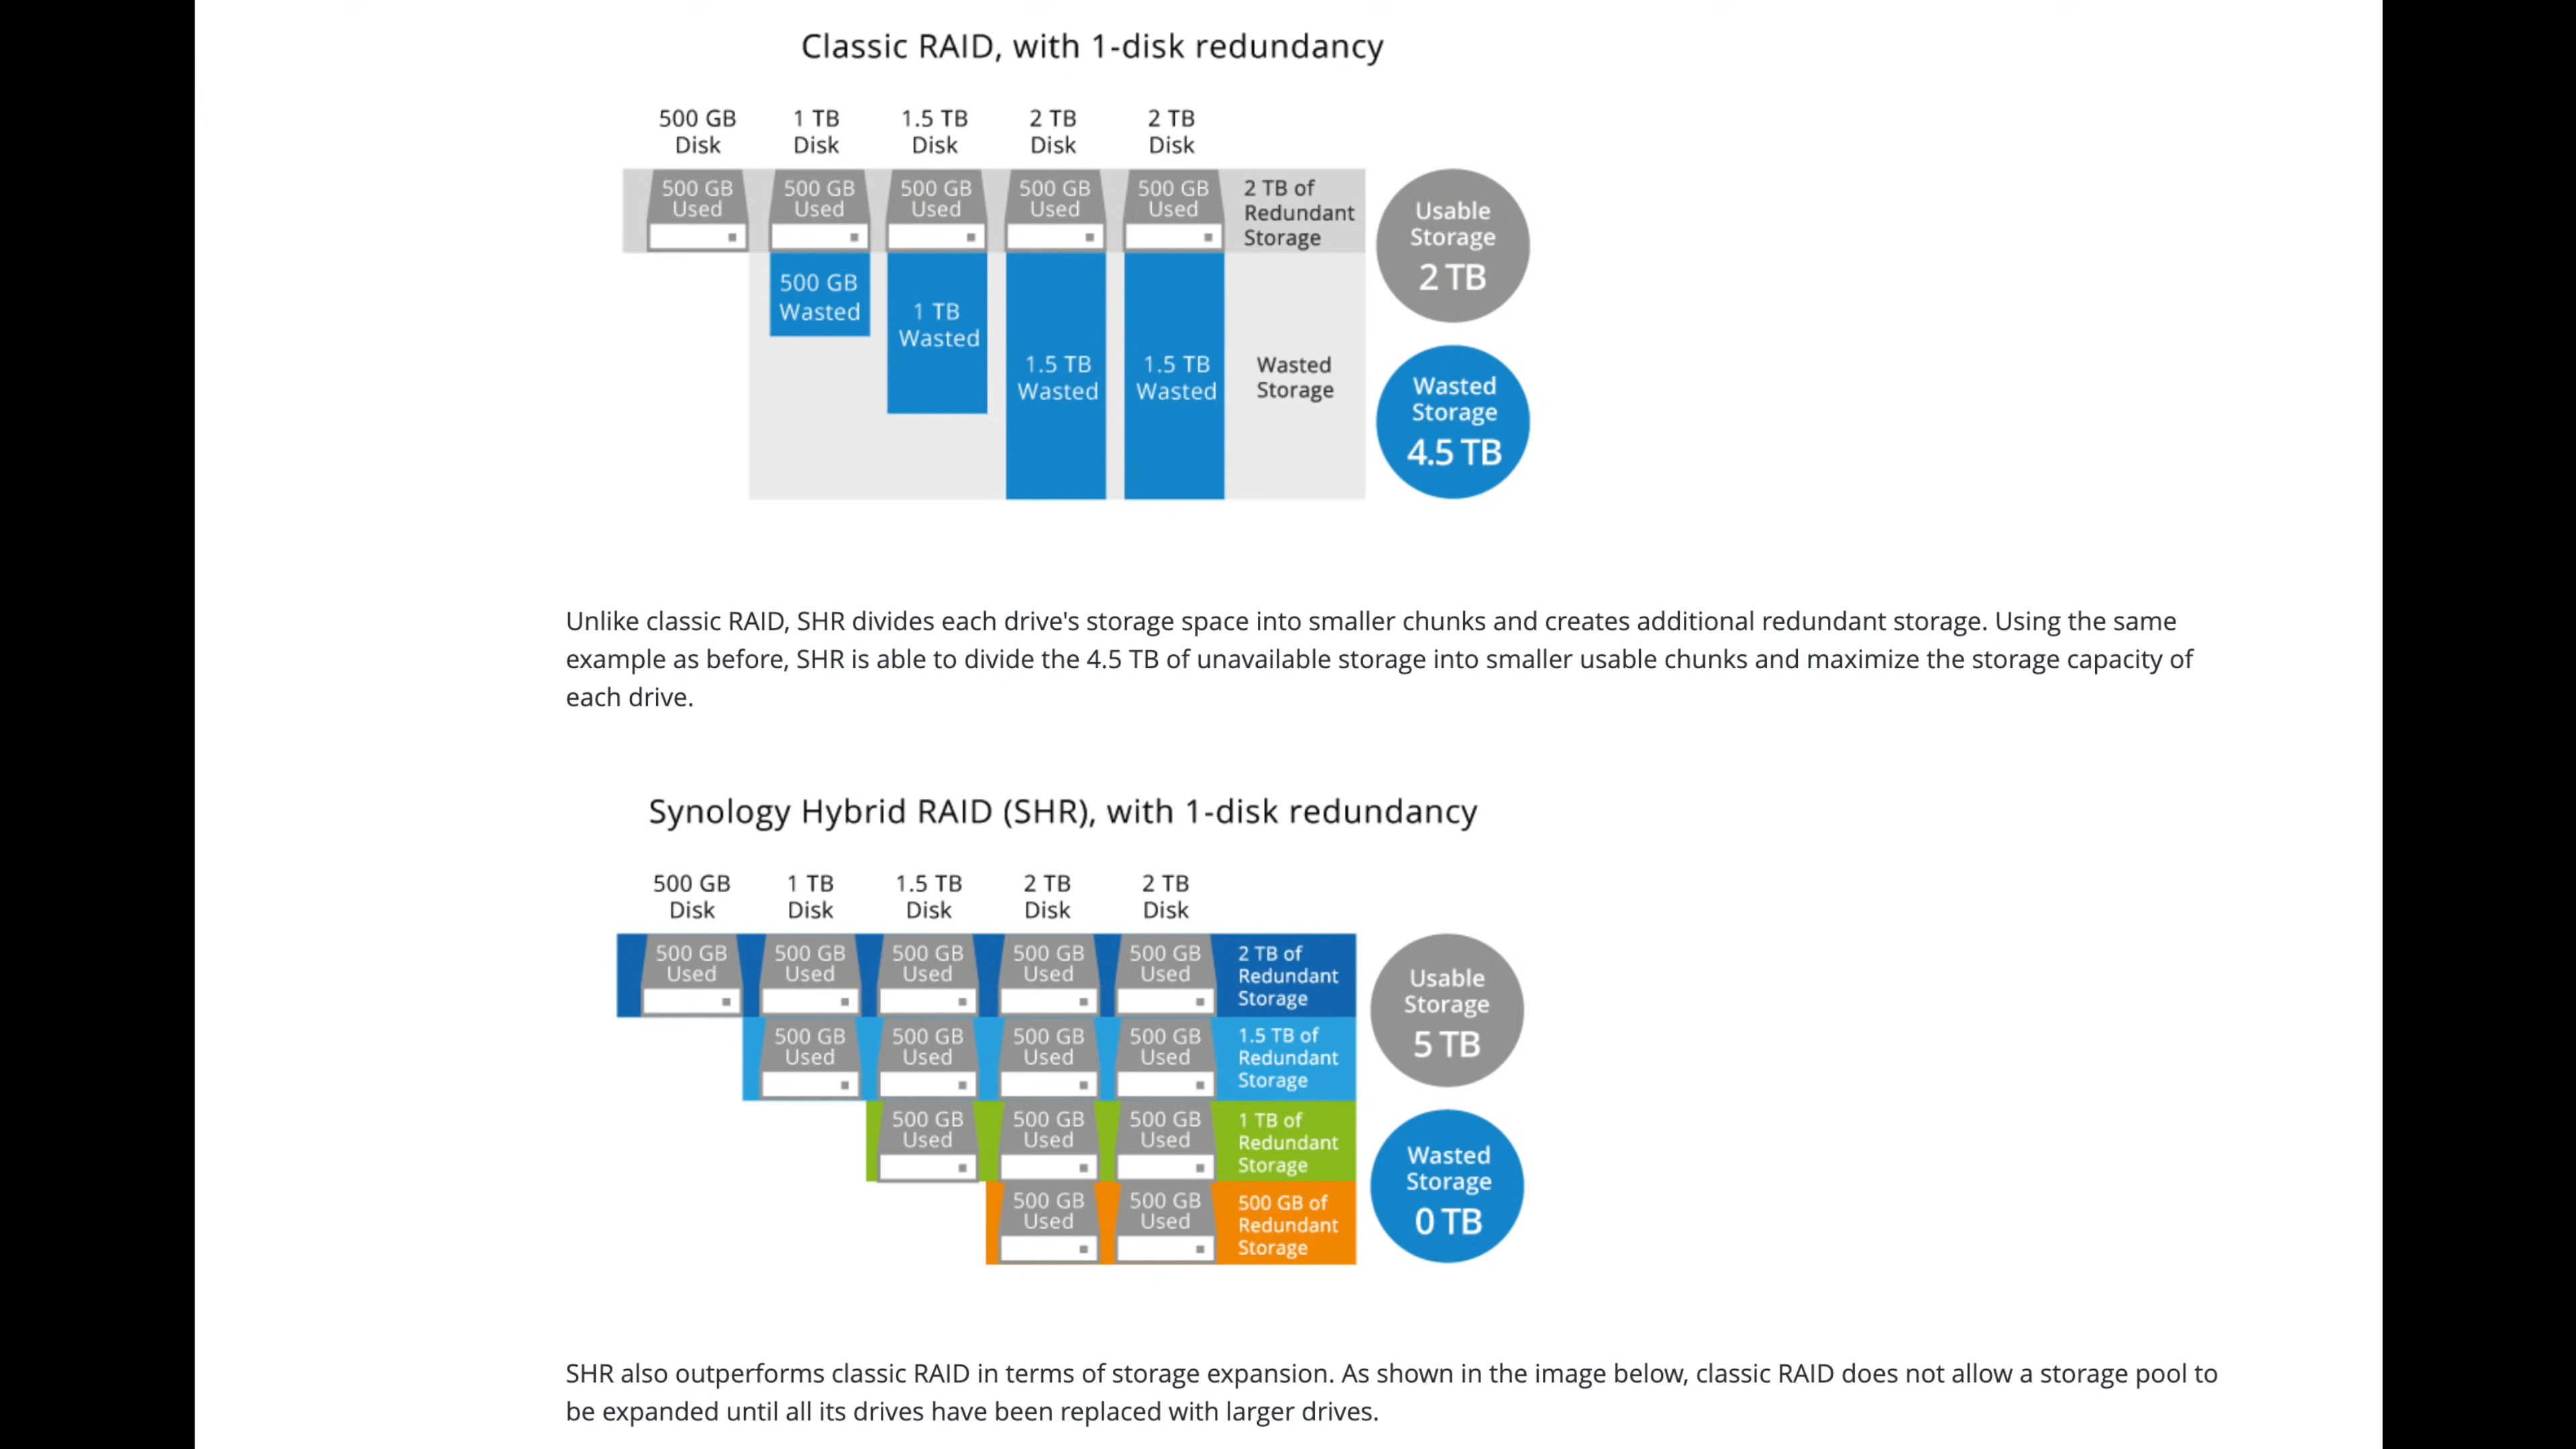 Classic RAID, with 1-disk redundancy
500 GB 1 TB 1.5 TB 2 TB 2 TB
Disk Disk Disk Disk Disk
500 GB 500 GB 500 GB 500 GB 500 GB
Used Used Used Used Used
2 TB of
Redundant
Storage
Usable
Storage
2 TB
500 GB
Wasted
1 TB
Wasted
1.5 TB
Wasted
1.5 TB
Wasted
Wasted
Storage
Wasted
Storage
4.5 TB
Unlike classic RAID, SHR divides each drive's storage space into smaller chunks and creates additional redundant storage. Using the same
example as before, SHR is able to divide the 4.5 TB of unavailable storage into smaller usable chunks and maximize the storage capacity of
each drive.
Synology Hybrid RAID (SHR), with 1-disk redundancy
500 GB 1 TB 1.5 TB 2 TB 2 TB
Disk Disk Disk Disk Disk
500 GB 500 GB 500 GB 500 GB 500 GB
Used Used Used Used Used
2 TB of
Redundant
Storage
500 GB 500 GB 500 GB 500 GB
Used Used Used Used
1.5 TB of
Redundant
Storage
500 GB 500 GB 500 GB
Used Used Used
1 TB of
Redundant
Storage
500 GB 500 GB
Used Used
500 GB of
Redundant
Storage
Usable
Storage
5 TB
Wasted
Storage
0 TB
SHR also outperforms classic RAID in terms of storage expansion. As shown in the image below, classic RAID does not allow a storage pool to
be expanded until all its drives have been replaced with larger drives.